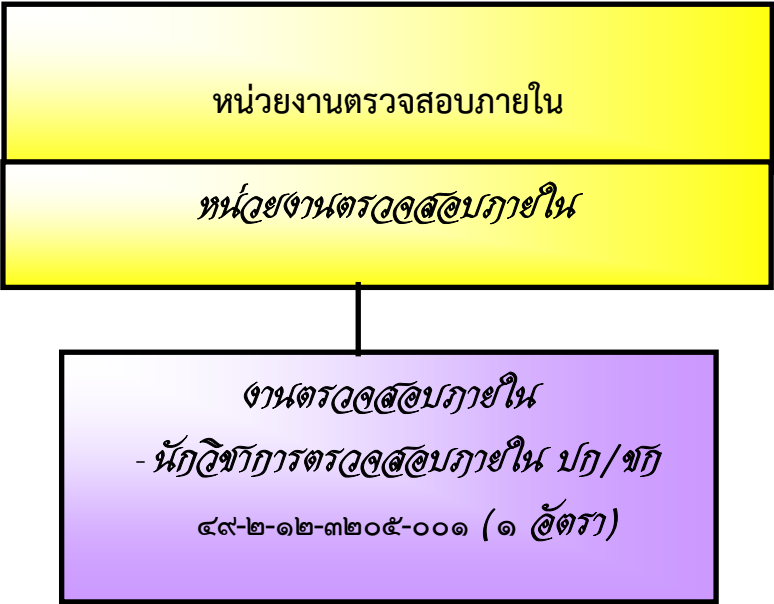 หน่วยงานตรวจสอบภายใน
หน่วยงานตรวจสอบภายใน
งานตรวจสอบภายใน
- นักวิชาการตรวจสอบภายใน ปก/ชก
๔๙-๒-๑๒-๓๒๐๕-๐๐๑ (๑ อัตรา)